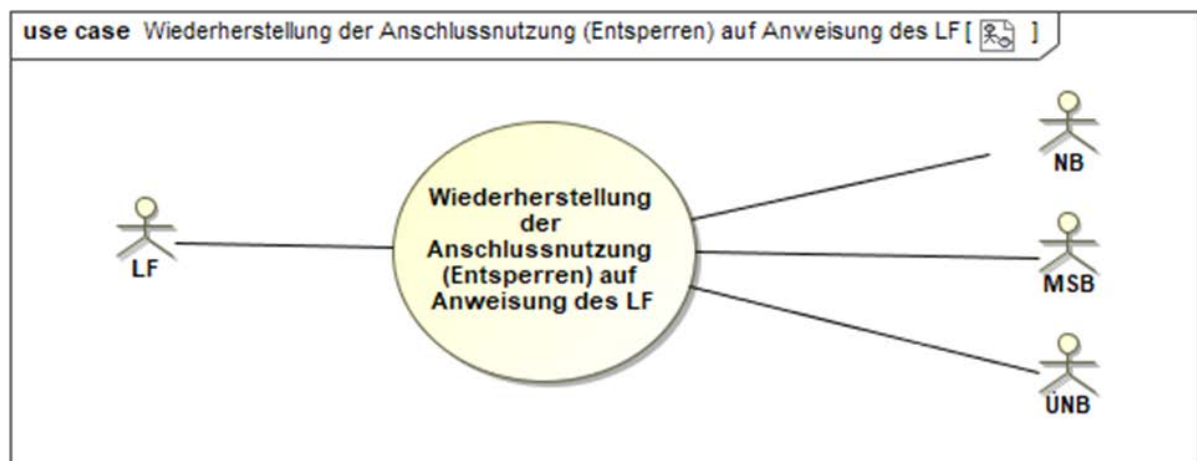 use case Wiederherstellung der Anschlussnutzung (Entsperren) auf Anweisung des LF [ ]
NB
Wiederherstellung
der
Anschlussnutzung
(Entsperren) auf
Anweisung des LF
LF
MSB
ÜNB